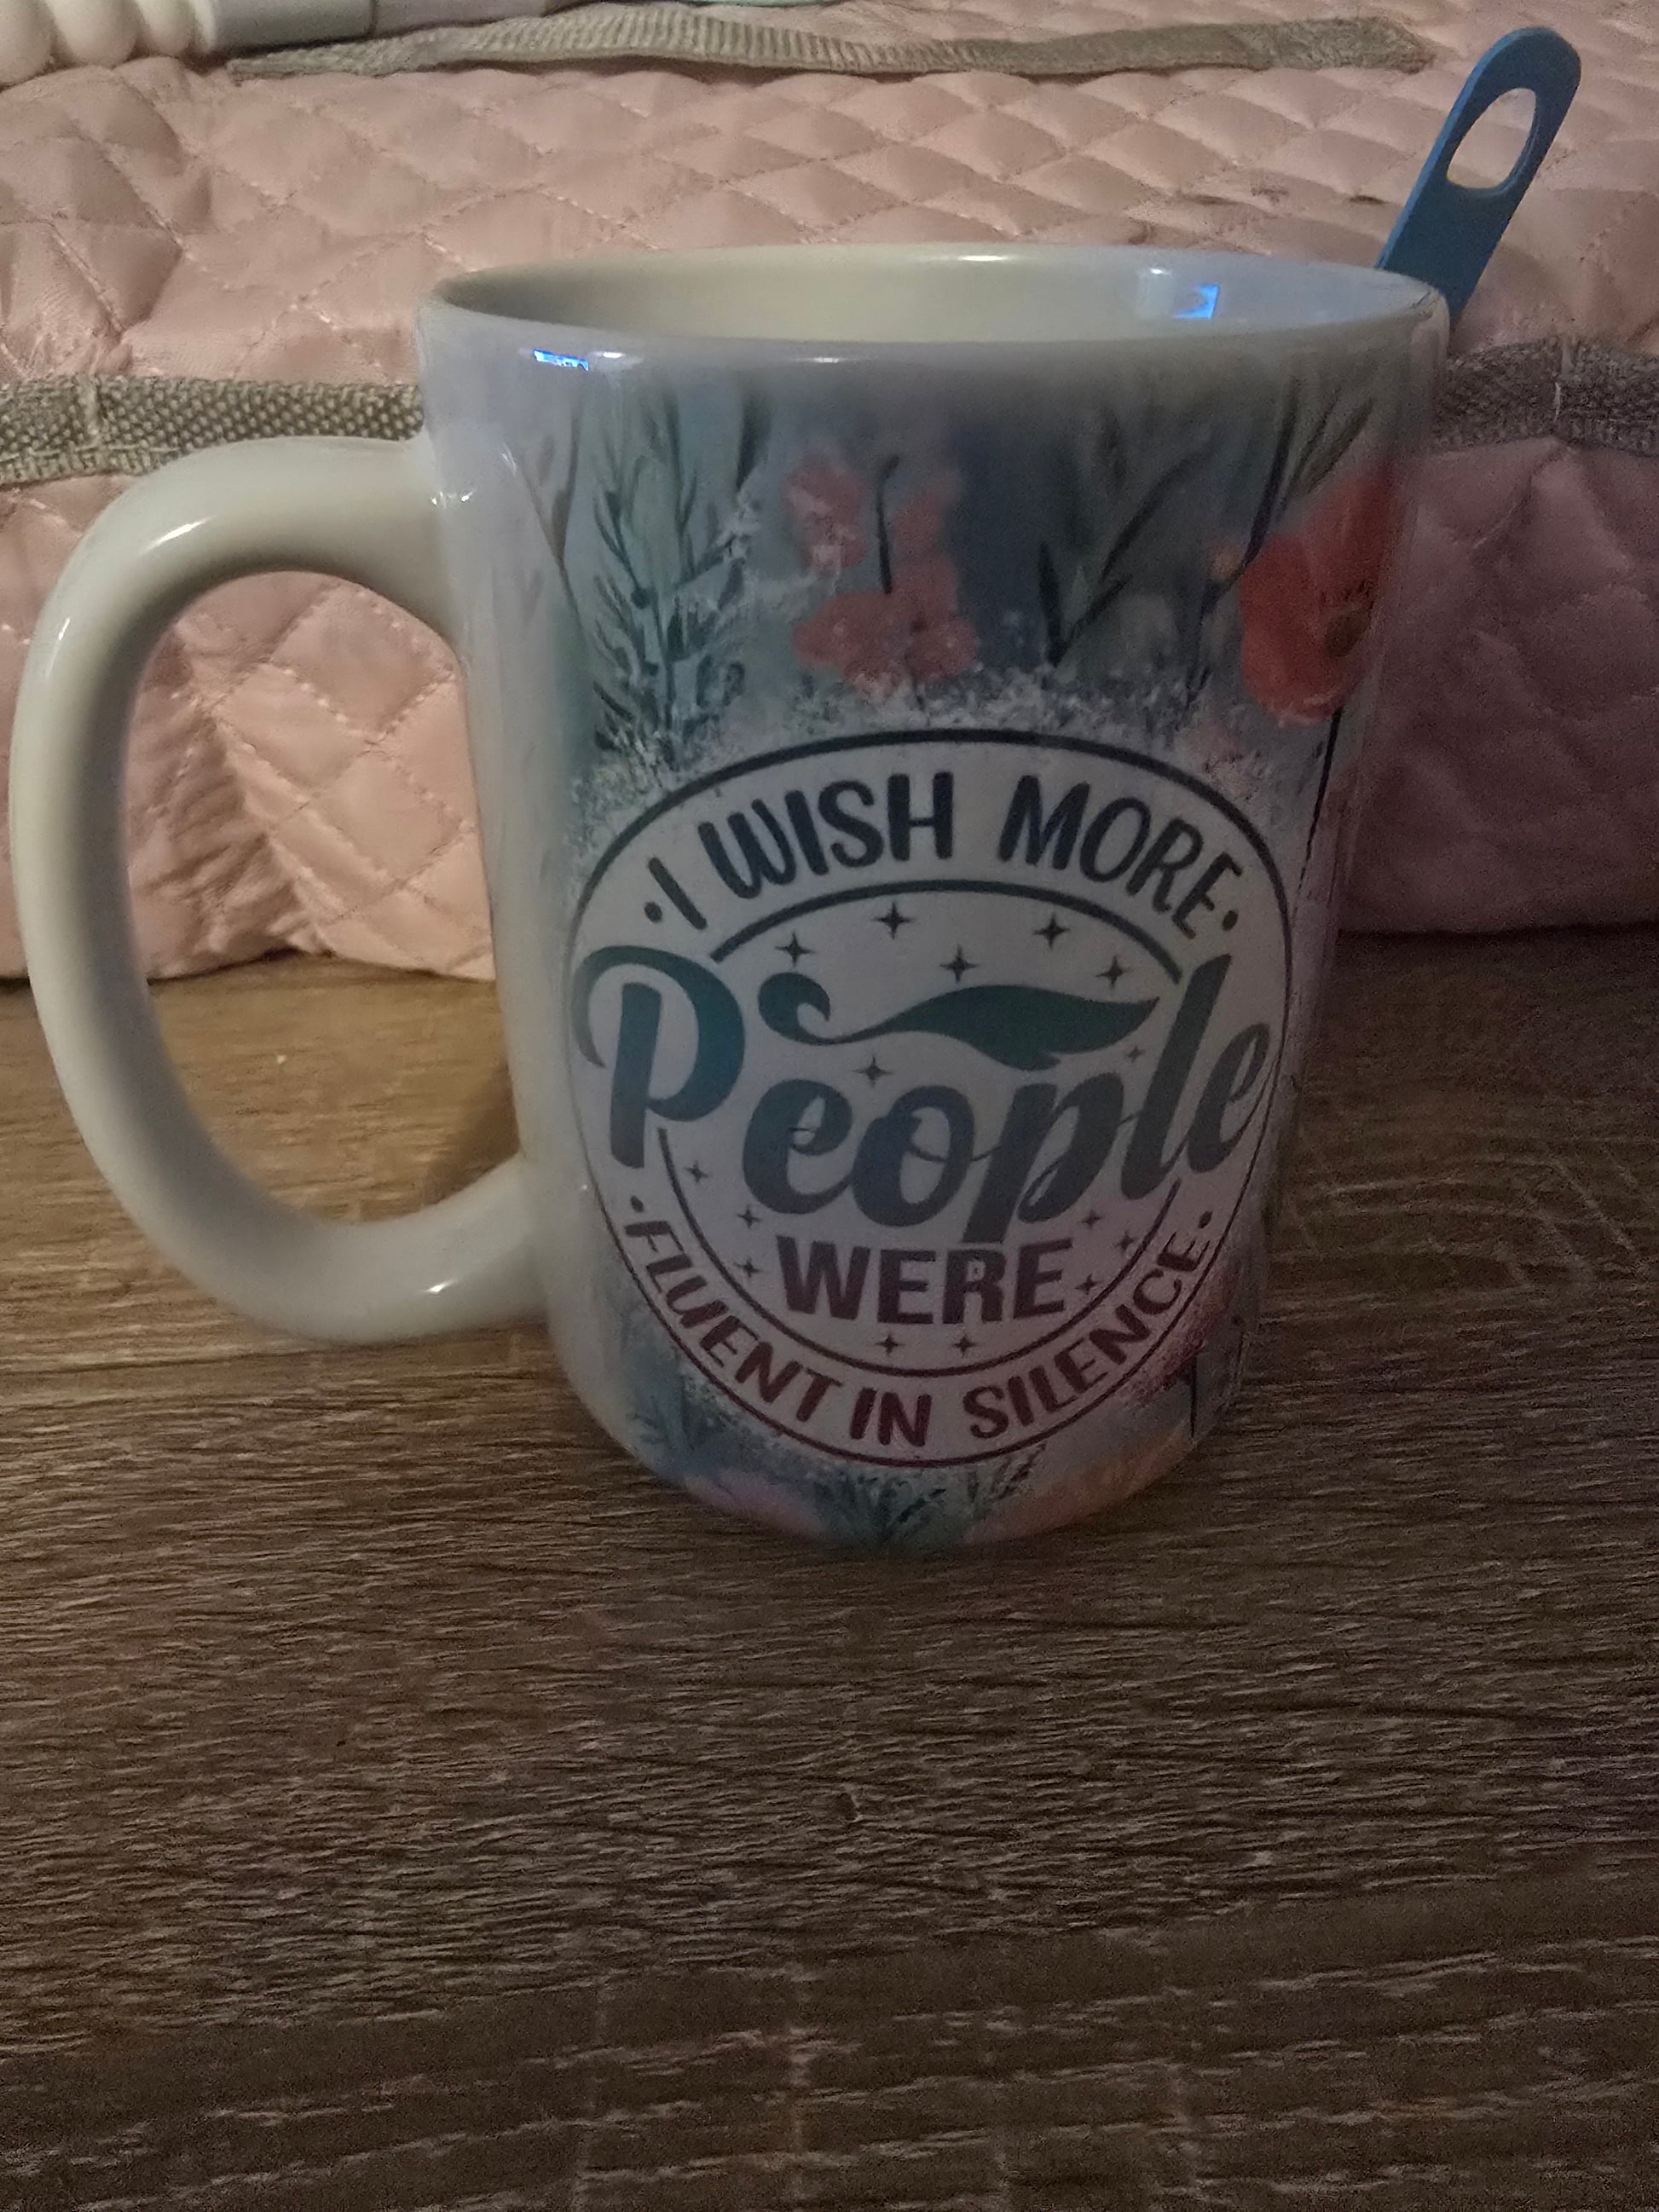 · I WISH MORE ·
People
WERE
· FLUENT IN SILENCE ·